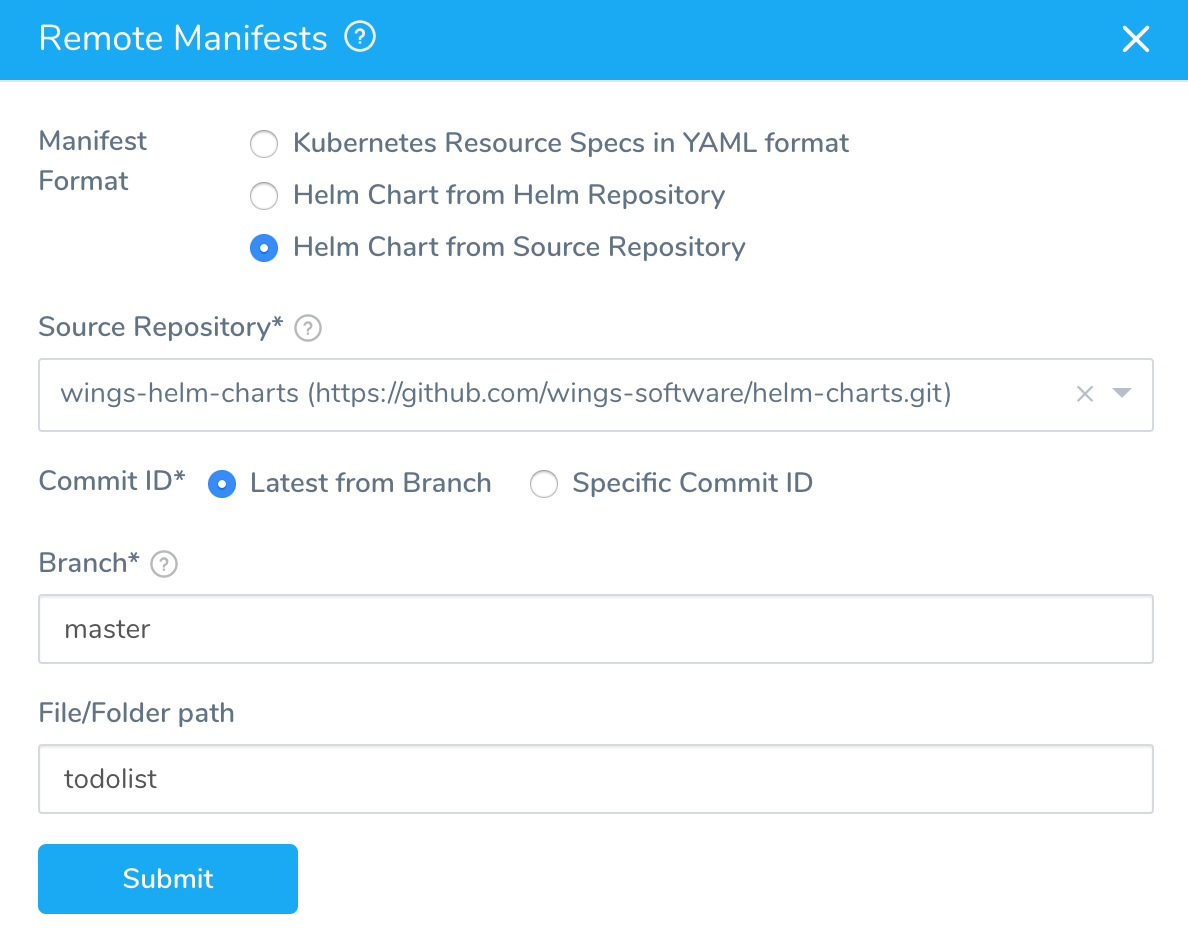 Remote Manifests ?
Manifest
Format
Kubernetes Resource Specs in YAML format
Helm Chart from Helm Repository
Helm Chart from Source Repository
Source Repository* ?
wings-helm-charts (https://github.com/wings-software/helm-charts.git)
Commit ID* Latest from Branch Specific Commit ID
Branch* ?
master
File/Folder path
todolist
Submit